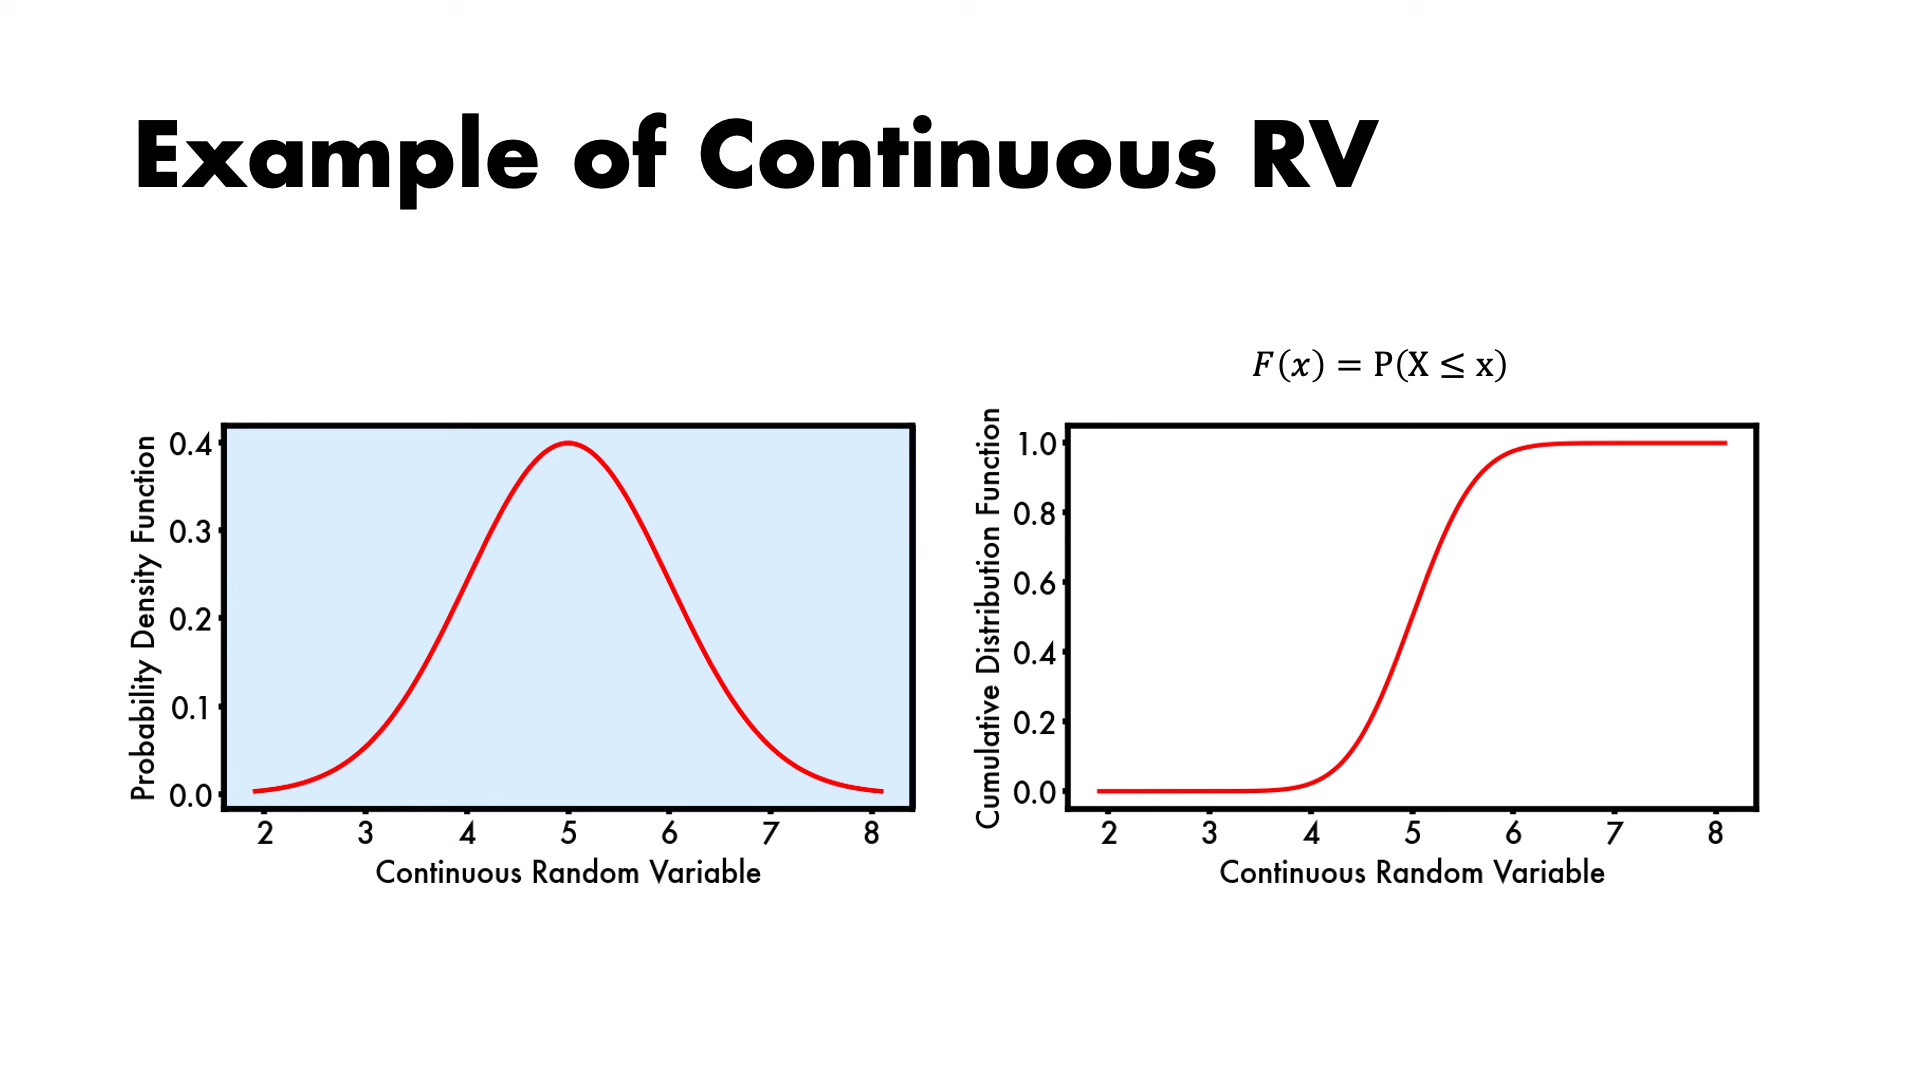 Example of Continuous RV
F(x) = P(X ≤ x)
Probability Density Function
0.4
0.3
0.2
0.1
0.0
2 3 4 5 6 7 8
Continuous Random Variable
Cumulative Distribution Function
1.0
0.8
0.6
0.4
0.2
0.0
2 3 4 5 6 7 8
Continuous Random Variable